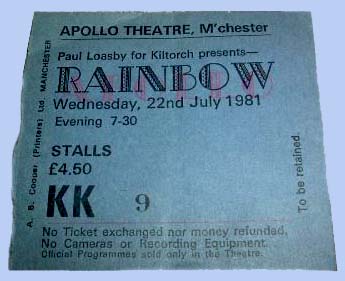 APOLLO THEATRE, M'chester
Paul Loasby for Kiltorch presents—
RAINBOW
Wednesday, 22nd July 1981
Evening 7-30
STALLS
£4.50
KK 9
No Ticket exchanged nor money refunded.
No Cameras or Recording Equipment.
Official Programmes sold only in the Theatre.
A. B. Cooper (Printers) Ltd. MANCHESTER
To be retained.